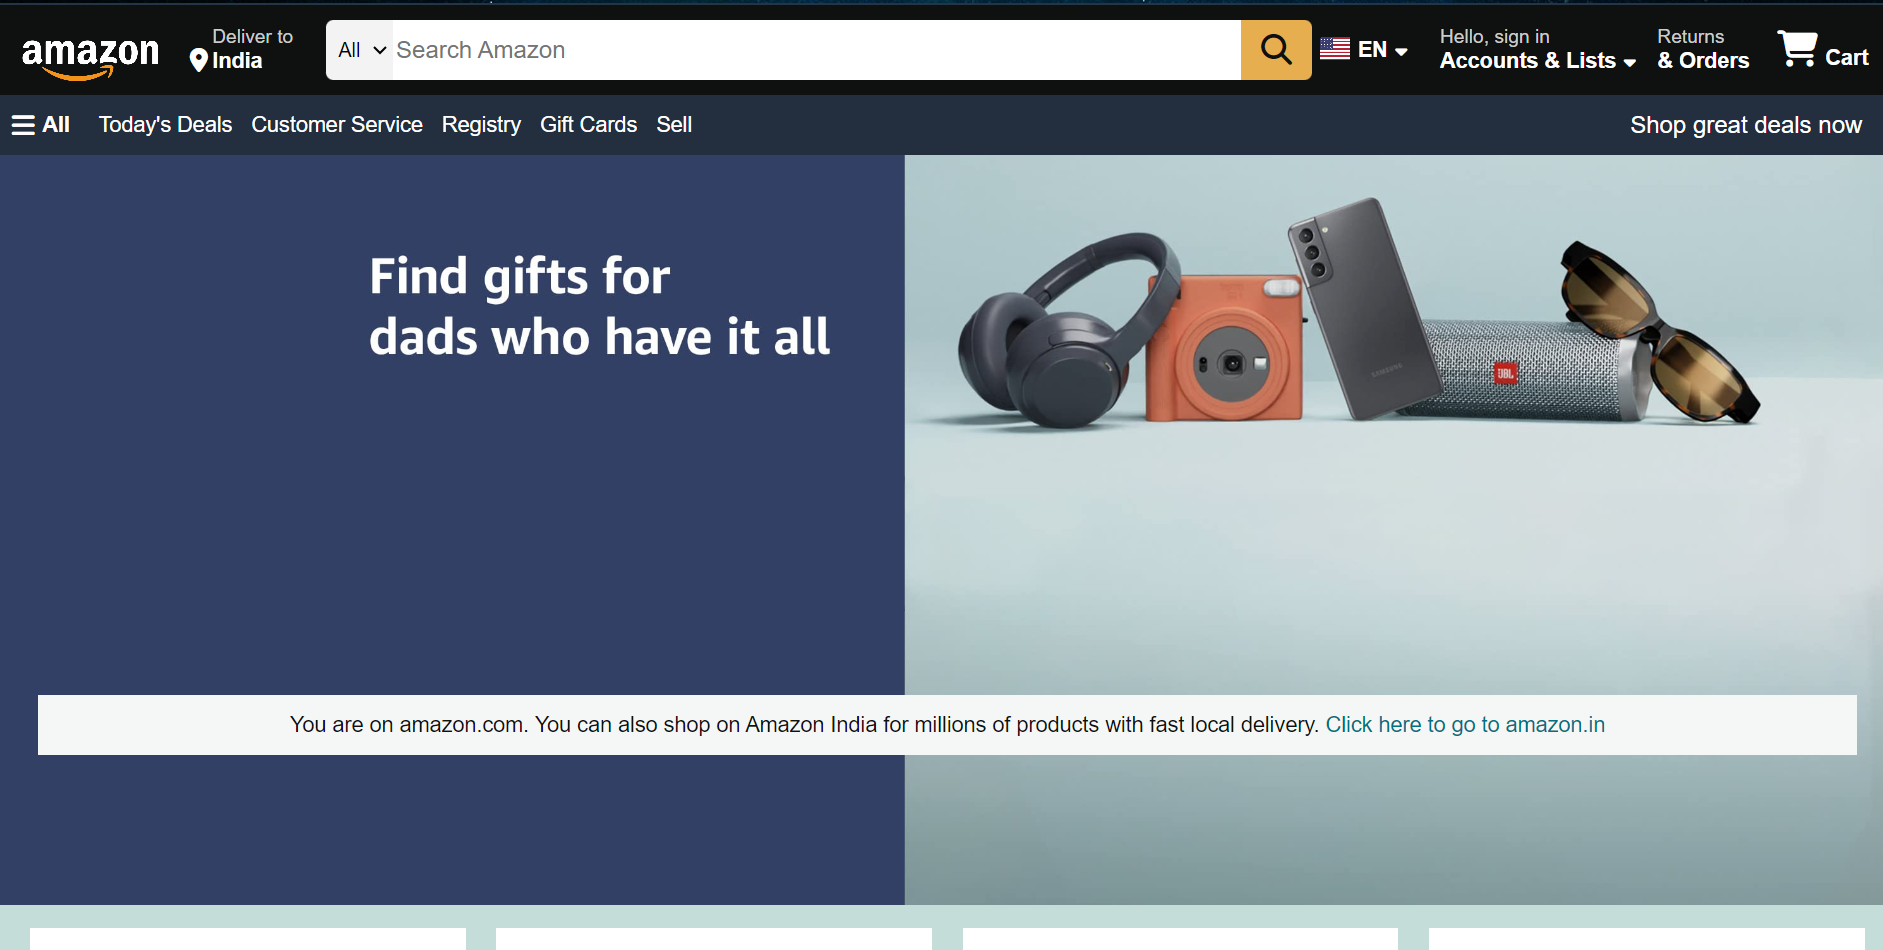 amazon
Deliver to
India
All
Search Amazon
EN
Hello, sign in
Accounts & Lists
Returns
& Orders
Cart
All
Today's Deals
Customer Service
Registry
Gift Cards
Sell
Shop great deals now
Find gifts for
dads who have it all
SAMSUNG
JBL
You are on amazon.com. You can also shop on Amazon India for millions of products with fast local delivery. Click here to go to amazon.in